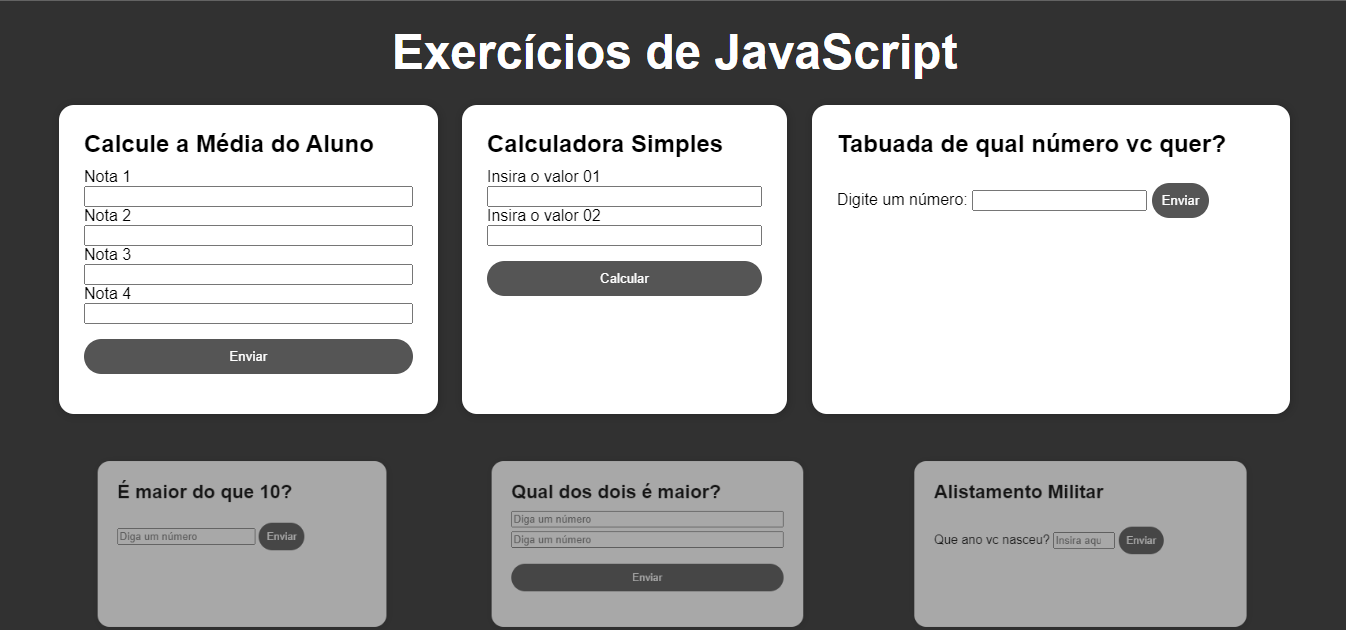 Exercícios de JavaScript
Calcule a Média do Aluno
Nota 1
Nota 2
Nota 3
Nota 4
Enviar
Calculadora Simples
Insira o valor 01
Insira o valor 02
Calcular
Tabuada de qual número vc quer?
Digite um número: Enviar
É maior do que 10?
Diga um número Enviar
Qual dos dois é maior?
Diga um número
Diga um número
Enviar
Alistamento Militar
Que ano vc nasceu? Insira aqu Enviar